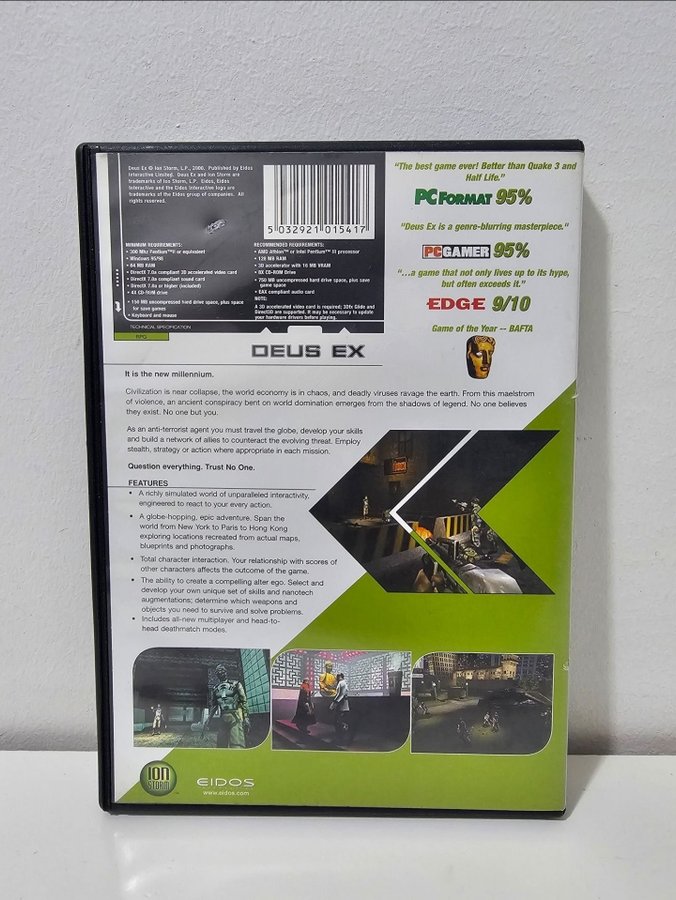 Deus Ex © Ion Storm, L.P., 2000. Published by Eidos
Interactive Limited. Deus Ex and Ion Storm are
trademarks of Ion Storm, L.P. Eidos, Eidos
Interactive and the Eidos Interactive logo are
trademarks of the Eidos group of companies. All
rights reserved.
5 032921 015417
MINIMUM REQUIREMENTS:
• 300 Mhz Pentium™II or equivalent
• Windows 95/98
• 64 MB RAM
• DirectX 7.0a compliant 3D accelerated video card
• DirectX 7.0a compliant sound card
• DirectX 7.0a or higher (included)
• 4X CD-ROM drive
• 150 MB uncompressed hard drive space, plus space
for save games
• Keyboard and mouse
RECOMMENDED REQUIREMENTS:
• AMD Athlon™ or Intel Pentium™ II processor
• 128 MB RAM
• 3D accelerator with 16 MB VRAM
• 8X CD-ROM Drive
• 750 MB uncompressed hard drive space, plus save
game space
• EAX compliant audio card
NOTE:
A 3D accelerated video card is required; 3Dfx Glide and
Direct3D are supported. It may be necessary to update
your hardware drivers before playing.
TECHNICAL SPECIFICATION
RPG
"The best game ever! Better than Quake 3 and
Half Life."
PC FORMAT 95%
"Deus Ex is a genre-blurring masterpiece."
PC GAMER 95%
"...a game that not only lives up to its hype,
but often exceeds it."
EDGE 9/10
Game of the Year -- BAFTA
DEUS EX
It is the new millennium.
Civilization is near collapse, the world economy is in chaos, and deadly viruses ravage the earth. From this maelstrom
of violence, an ancient conspiracy bent on world domination emerges from the shadows of legend. No one believes
they exist. No one but you.
As an anti-terrorist agent you must travel the globe, develop your skills
and build a network of allies to counteract the evolving threat. Employ
stealth, strategy or action where appropriate in each mission.
Question everything. Trust No One.
FEATURES
• A richly simulated world of unparalleled interactivity,
engineered to react to your every action.
• A globe-hopping, epic adventure. Span the
world from New York to Paris to Hong Kong
exploring locations recreated from actual maps,
blueprints and photographs.
• Total character interaction. Your relationship with scores of
other characters affects the outcome of the game.
• The ability to create a compelling alter ego. Select and
develop your own unique set of skills and nanotech
augmentations; determine which weapons and
objects you need to survive and solve problems.
• Includes all-new multiplayer and head-to-
head deathmatch modes.
ION
STORM
EIDOS
www.eidos.com